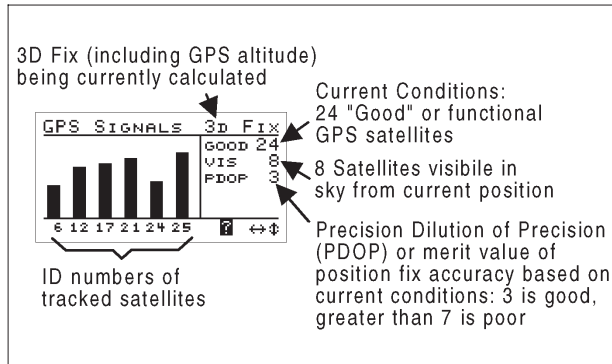 3D Fix (including GPS altitude)
being currently calculated
Current Conditions:
24 "Good" or functional
GPS satellites
GPS SIGNALS 3D FIX
GOOD 24
VIS 8
PDOP 3
8 Satellites visibile in
sky from current position
6 12 17 21 24 25 ? ↔↕
Precision Dilution of Precision
(PDOP) or merit value of
position fix accuracy based on
current conditions: 3 is good,
greater than 7 is poor
ID numbers of
tracked satellites